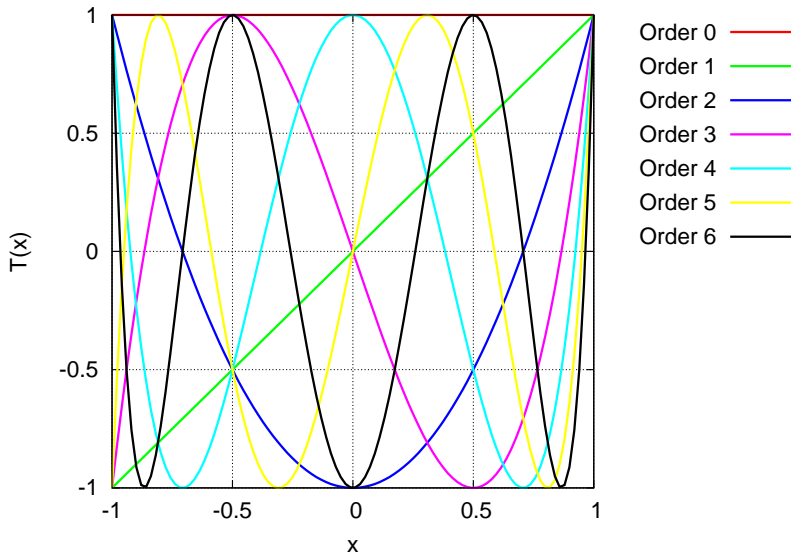 1
0.5
0
-0.5
-1
T(x)
-1 -0.5 0 0.5 1
x
Order 0
Order 1
Order 2
Order 3
Order 4
Order 5
Order 6